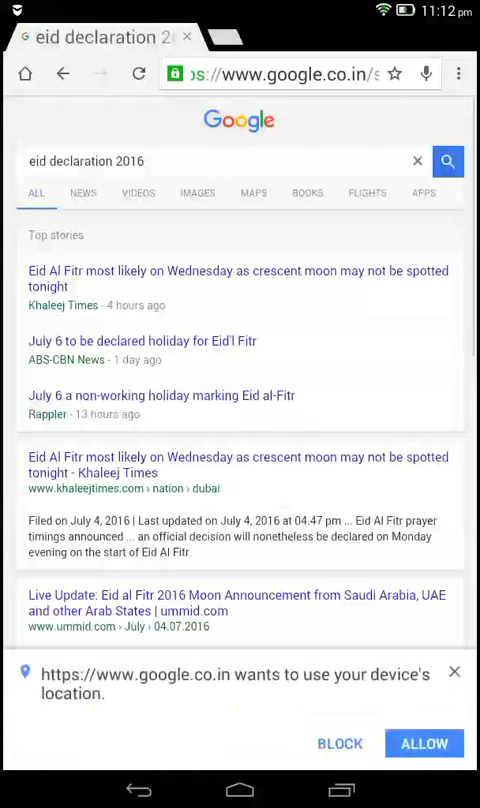 11:12 pm
eid declaration 2
https://www.google.co.in/s
Google
eid declaration 2016
ALL NEWS VIDEOS IMAGES MAPS BOOKS FLIGHTS APPS
Top stories
Eid Al Fitr most likely on Wednesday as crescent moon may not be spotted
tonight
Khaleej Times - 4 hours ago
July 6 to be declared holiday for Eid'l Fitr
ABS-CBN News - 1 day ago
July 6 a non-working holiday marking Eid al-Fitr
Rappler - 13 hours ago
Eid Al Fitr most likely on Wednesday as crescent moon may not be spotted
tonight - Khaleej Times
www.khaleejtimes.com › nation › dubai
Filed on July 4, 2016 | Last updated on July 4, 2016 at 04.47 pm ... Eid Al Fitr prayer
timings announced ... an official decision will nonetheless be declared on Monday
evening on the start of Eid Al Fitr.
Live Update: Eid al Fitr 2016 Moon Announcement from Saudi Arabia, UAE
and other Arab States | ummid.com
www.ummid.com › July › 04.07.2016
https://www.google.co.in wants to use your device's
location.
BLOCK ALLOW